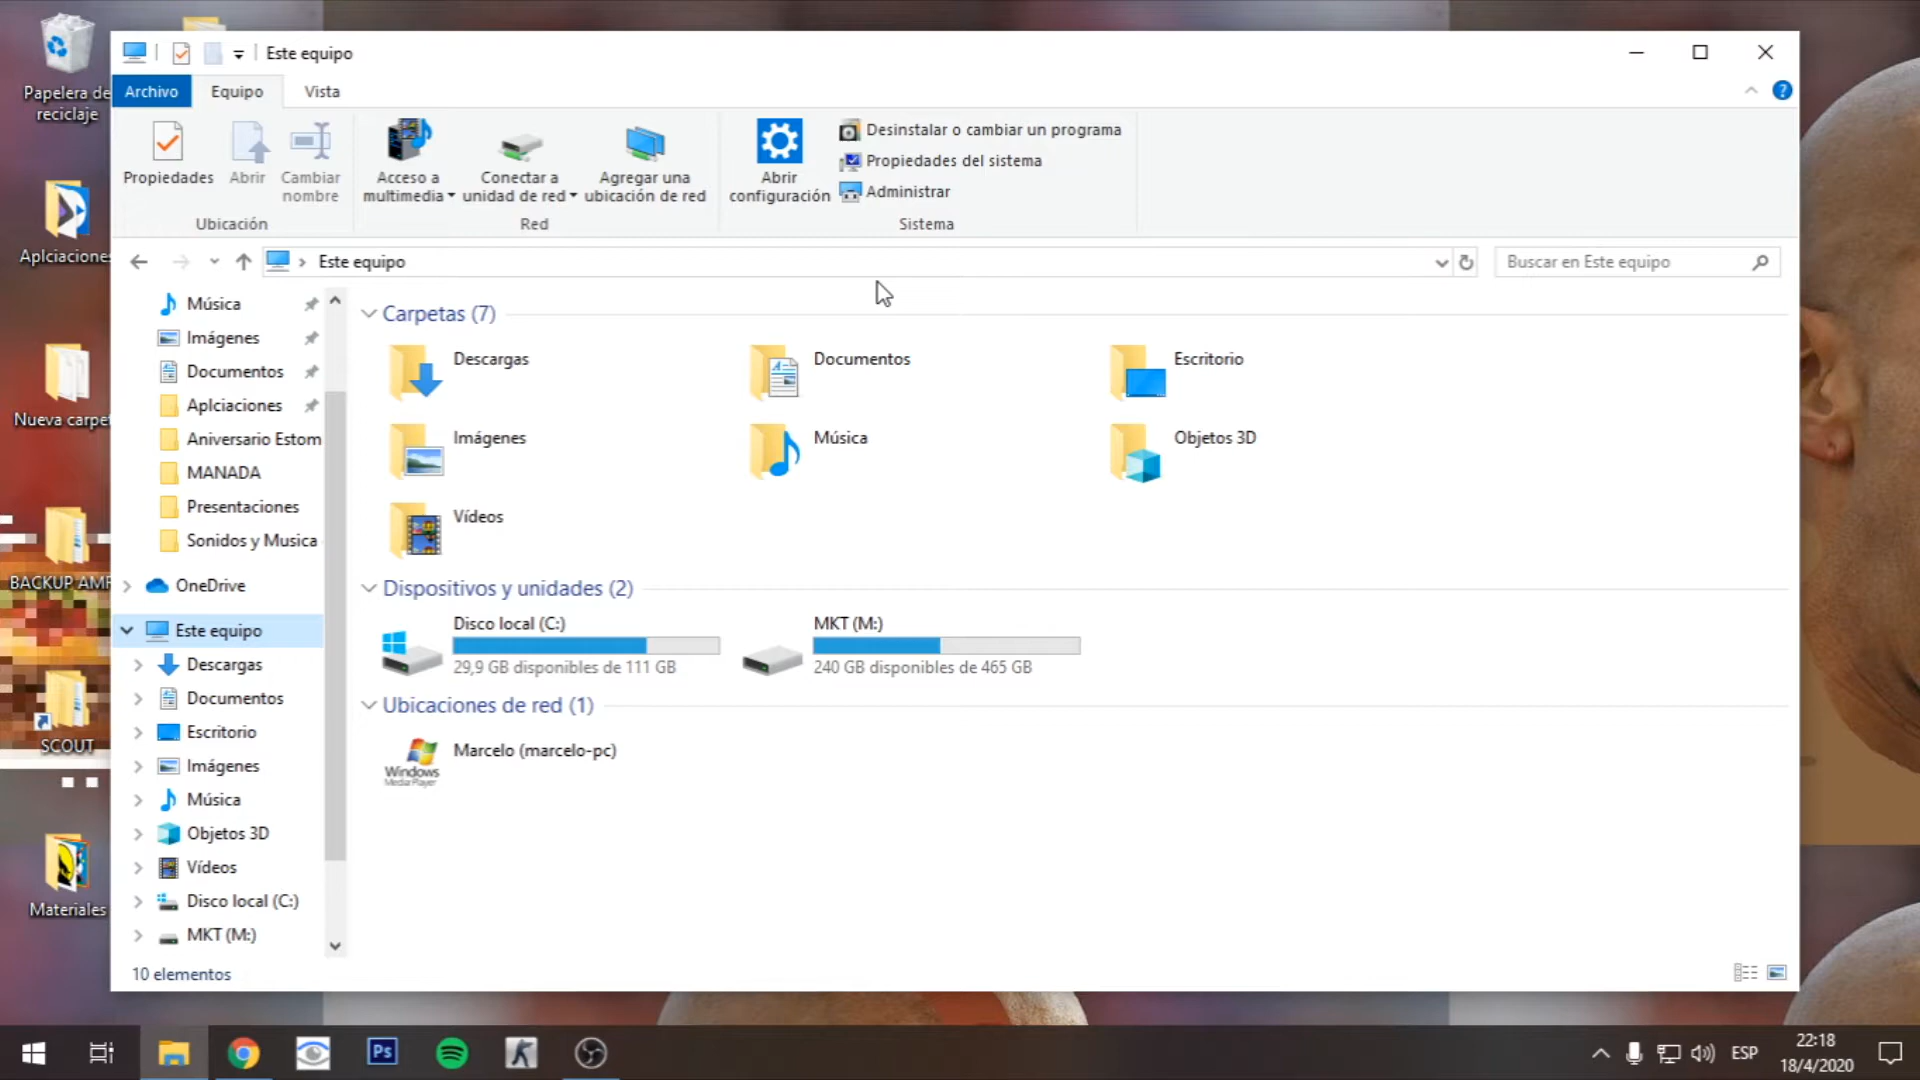 Papelera de
reciclaje
Aplciaciones
Nueva carpet
BACKUP AMP
SCOUT
Materiales
Este equipo
Archivo
Equipo
Vista
Propiedades
Abrir
Cambiar
nombre
Ubicación
Acceso a
multimedia
Conectar a
unidad de red
Agregar una
ubicación de red
Red
Abrir
configuración
Desinstalar o cambiar un programa
Propiedades del sistema
Administrar
Sistema
Este equipo
Buscar en Este equipo
Música
Imágenes
Documentos
Aplciaciones
Aniversario Estom
MANADA
Presentaciones
Sonidos y Musica
OneDrive
Este equipo
Descargas
Documentos
Escritorio
Imágenes
Música
Objetos 3D
Vídeos
Disco local (C:)
MKT (M:)
Carpetas (7)
Descargas
Documentos
Escritorio
Imágenes
Música
Objetos 3D
Vídeos
Dispositivos y unidades (2)
Disco local (C:)
29,9 GB disponibles de 111 GB
MKT (M:)
240 GB disponibles de 465 GB
Ubicaciones de red (1)
Windows
Media Player
Marcelo (marcelo-pc)
10 elementos
Ps
ESP
22:18
18/4/2020